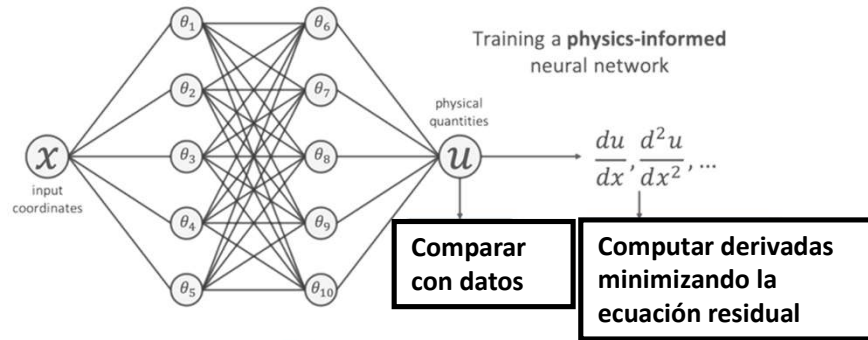 Training a physics-informed
neural network
θ₁
θ₂
θ₃
θ₄
θ₅
θ₆
θ₇
θ₈
θ₉
θ₁₀
x
input
coordinates
physical
quantities
u
du/dx, d²u/dx², ...
Comparar
con datos
Computar derivadas
minimizando la
ecuación residual